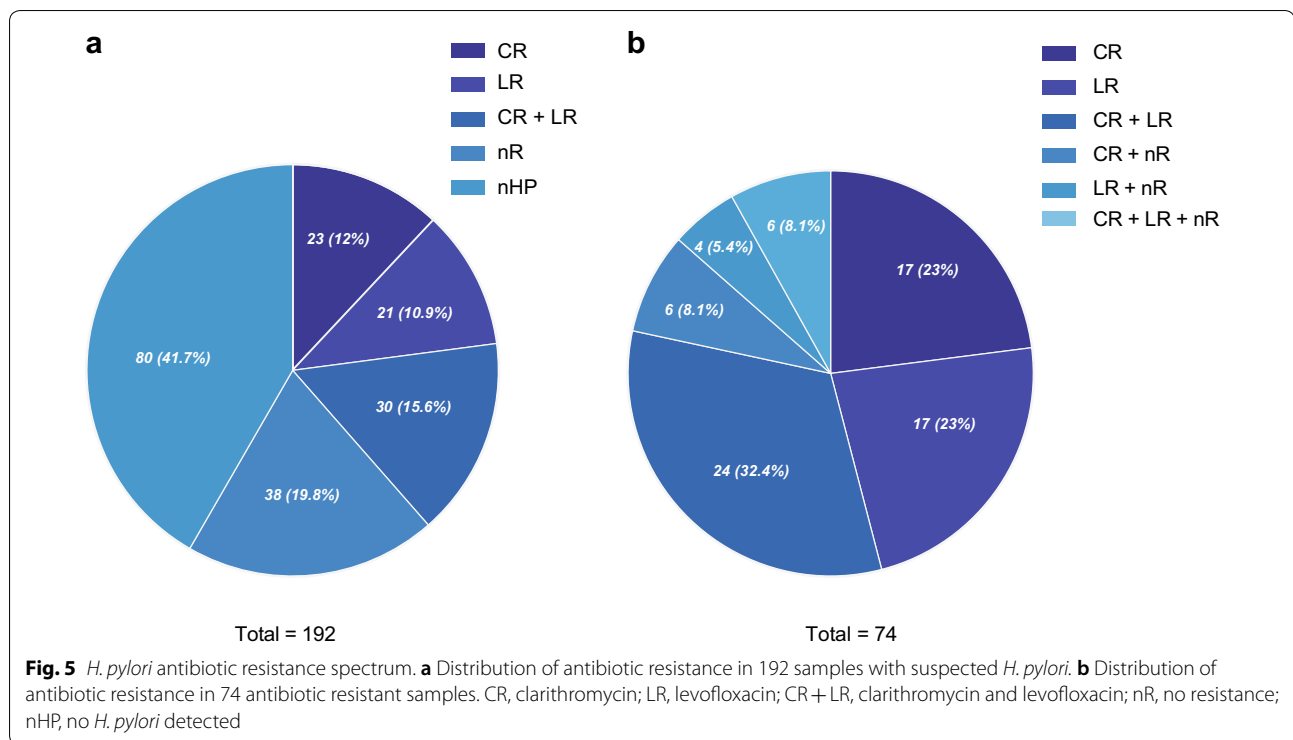 a
CR
LR
CR + LR
nR
nHP
23 (12%)
21 (10.9%)
30 (15.6%)
38 (19.8%)
80 (41.7%)
Total = 192
b
CR
LR
CR + LR
CR + nR
LR + nR
CR + LR + nR
17 (23%)
17 (23%)
24 (32.4%)
6 (8.1%)
4 (5.4%)
6 (8.1%)
Total = 74
Fig. 5 H. pylori antibiotic resistance spectrum. a Distribution of antibiotic resistance in 192 samples with suspected H. pylori. b Distribution of
antibiotic resistance in 74 antibiotic resistant samples. CR, clarithromycin; LR, levofloxacin; CR + LR, clarithromycin and levofloxacin; nR, no resistance;
nHP, no H. pylori detected